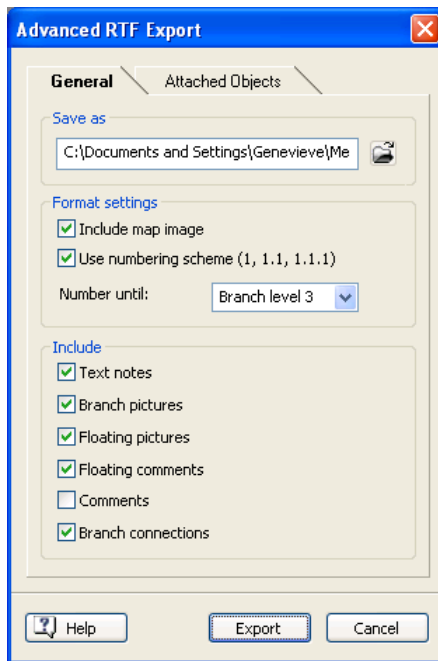 Advanced RTF Export
General Attached Objects
Save as
C:\Documents and Settings\Genevieve\Me
Format settings
Include map image
Use numbering scheme (1, 1.1, 1.1.1)
Number until: Branch level 3
Include
Text notes
Branch pictures
Floating pictures
Floating comments
Comments
Branch connections
Help Export Cancel